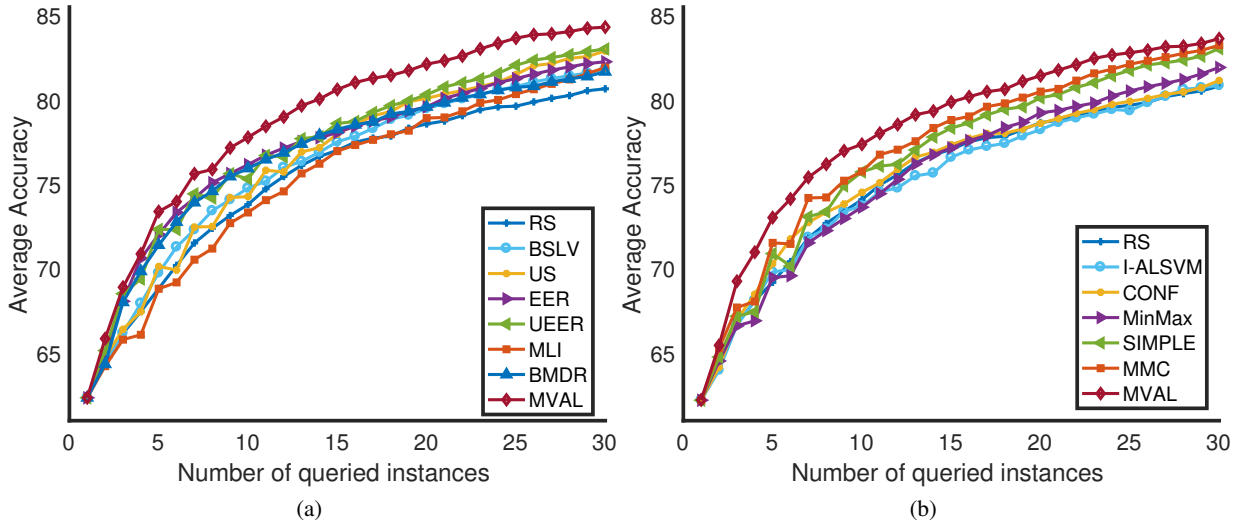 85
80
75
70
65
0 5 10 15 20 25 30
Average Accuracy
Number of queried instances
RS
BSLV
US
EER
UEER
MLI
BMDR
MVAL
(a)
85
80
75
70
65
0 5 10 15 20 25 30
Average Accuracy
Number of queried instances
RS
I-ALSVM
CONF
MinMax
SIMPLE
MMC
MVAL
(b)